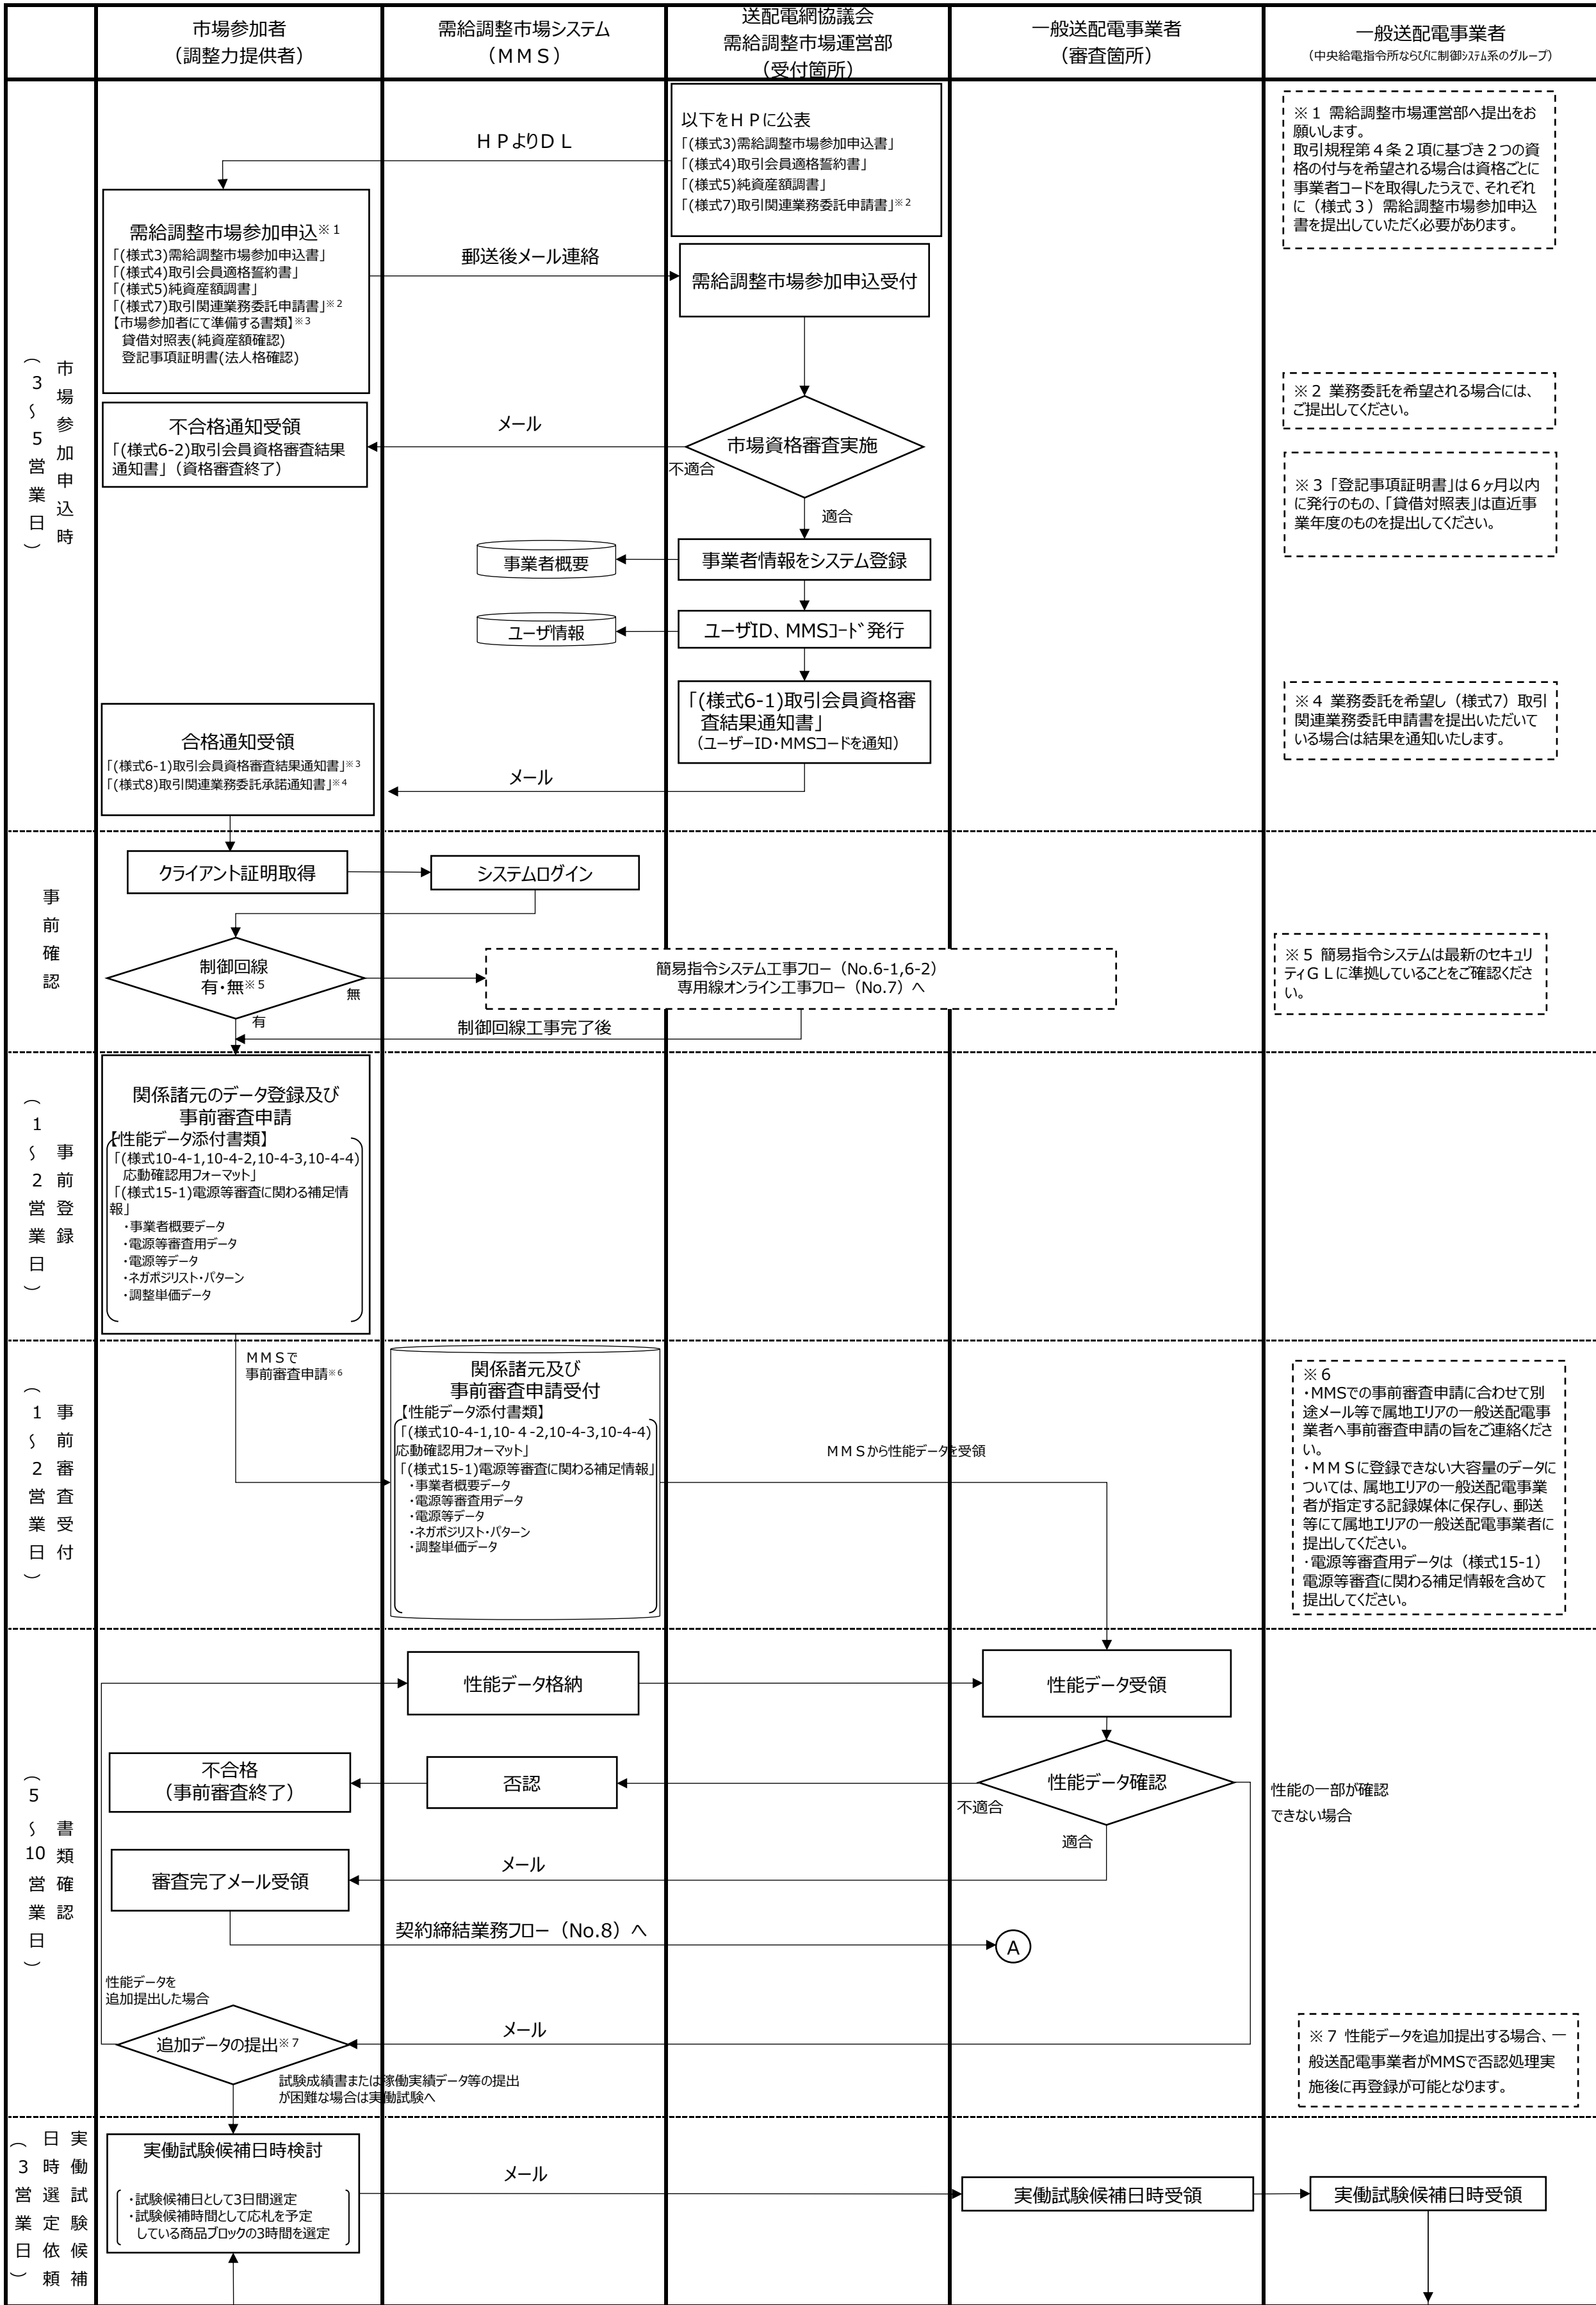 市場参加者
（調整力提供者）
需給調整市場システム
（ＭＭＳ）
送配電網協議会
需給調整市場運営部
（受付箇所）
一般送配電事業者
（審査箇所）
一般送配電事業者
（中央給電指令所ならびに制御ｼｽﾃﾑ系のグループ）
市場参加申込時
（3～5営業日）
以下をＨＰに公表
「(様式3)需給調整市場参加申込書」
「(様式4)取引会員適格誓約書」
「(様式5)純資産額調書」
「(様式7)取引関連業務委託申請書」※2
ＨＰよりＤＬ
※１ 需給調整市場運営部へ提出をお
願いします。
取引規程第４条２項に基づき２つの資
格の付与を希望される場合は資格ごとに
事業者コードを取得したうえで、それぞれ
に（様式３）需給調整市場参加申込
書を提出していただく必要があります。
需給調整市場参加申込※1
「(様式3)需給調整市場参加申込書」
「(様式4)取引会員適格誓約書」
「(様式5)純資産額調書」
「(様式7)取引関連業務委託申請書」※2
【市場参加者にて準備する書類】※3
貸借対照表(純資産額確認)
登記事項証明書(法人格確認)
郵送後メール連絡
需給調整市場参加申込受付
※２ 業務委託を希望される場合には、
ご提出してください。
不合格通知受領
「(様式6-2)取引会員資格審査結果
通知書」（資格審査終了）
メール
市場資格審査実施
不適合
適合
※３「登記事項証明書」は６ヶ月以内
に発行のもの、「貸借対照表」は直近事
業年度のものを提出してください。
事業者概要
事業者情報をシステム登録
ユーザ情報
ユーザID、MMSｺｰﾄﾞ発行
「(様式6-1)取引会員資格審
査結果通知書」
（ユーザーID・MMSコードを通知）
※４ 業務委託を希望し（様式7）取引
関連業務委託申請書を提出いただいて
いる場合は結果を通知いたします。
合格通知受領
「(様式6-1)取引会員資格審査結果通知書」※3
「(様式8)取引関連業務委託承諾通知書」※4
メール
事前確認
クライアント証明取得
システムログイン
制御回線
有・無※5
無
有
簡易指令システム工事フロー（No.6-1,6-2）
専用線オンライン工事フロー（No.7）へ
制御回線工事完了後
※５ 簡易指令システムは最新のセキュリ
ティＧＬに準拠していることをご確認くださ
い。
事前登録
（1～2営業日）
関係諸元のデータ登録及び
事前審査申請
【性能データ添付書類】
「(様式10-4-1,10-4-2,10-4-3,10-4-4)
応動確認用フォーマット」
「(様式15-1)電源等審査に関わる補足情
報」
・事業者概要データ
・電源等審査用データ
・電源等データ
・ネガポジリスト・パターン
・調整単価データ
事前審査受付
（1～2営業日）
ＭＭＳで
事前審査申請※6
関係諸元及び
事前審査申請受付
【性能データ添付書類】
「(様式10-4-1,10-４-2,10-4-3,10-4-4)
応動確認用フォーマット」
「(様式15-1)電源等審査に関わる補足情報」
・事業者概要データ
・電源等審査用データ
・電源等データ
・ネガポジリスト・パターン
・調整単価データ
ＭＭＳから性能データを受領
※６
・MMSでの事前審査申請に合わせて別
途メール等で属地エリアの一般送配電事
業者へ事前審査申請の旨をご連絡くださ
い。
・ＭＭＳに登録できない大容量のデータに
ついては、属地エリアの一般送配電事業
者が指定する記録媒体に保存し、郵送
等にて属地エリアの一般送配電事業者に
提出してください。
・電源等審査用データは（様式15-1）
電源等審査に関わる補足情報を含めて
提出してください。
書類確認
（5～10営業日）
性能データ格納
性能データ受領
不合格
（事前審査終了）
否認
性能データ確認
不適合
適合
性能の一部が確認
できない場合
審査完了メール受領
メール
契約締結業務フロー（No.8）へ
A
性能データを
追加提出した場合
追加データの提出※7
メール
試験成績書または稼働実績データ等の提出
が困難な場合は実働試験へ
※７ 性能データを追加提出する場合、一
般送配電事業者がMMSで否認処理実
施後に再登録が可能となります。
実働試験候補
日時選定依頼
（3営業日）
実働試験候補日時検討
・試験候補日として3日間選定
・試験候補時間として応札を予定
している商品ブロックの3時間を選定
メール
実働試験候補日時受領
実働試験候補日時受領